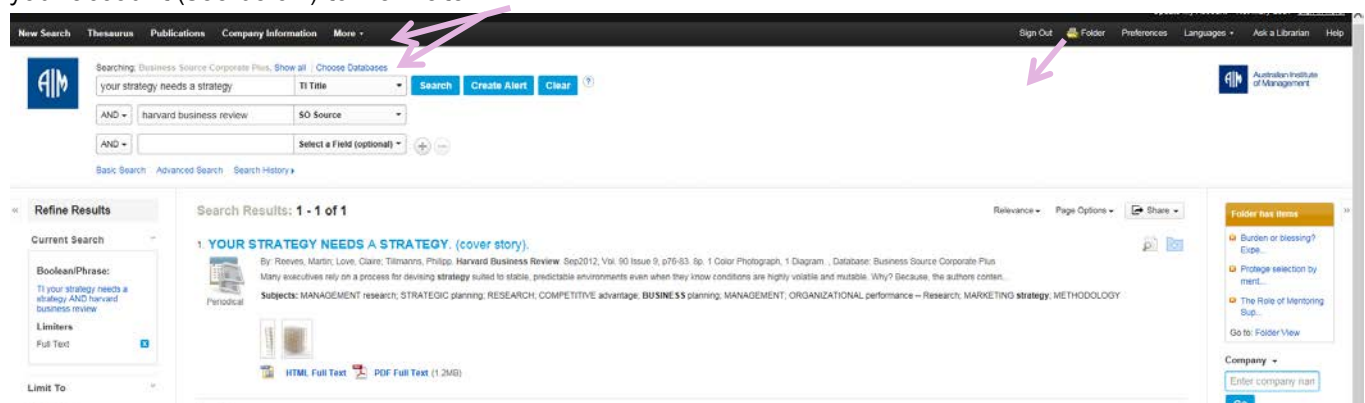 New Search Thesaurus Publications Company Information More Sign Out Folder Preferences Languages Ask a Librarian Help
Searching: Business Source Corporate Plus, Show all | Choose Databases
AIM
your strategy needs a strategy TI Title Search Create Alert Clear ?
Australian Institute
of Management
AND harvard business review SO Source
AND Select a Field (optional)
Basic Search Advanced Search Search History
Refine Results
Search Results: 1 - 1 of 1
Relevance Page Options Share
Folder has items
Current Search
1. YOUR STRATEGY NEEDS A STRATEGY. (cover story).
Burden or blessing?
Expe...
Boolean/Phrase:
TI your strategy needs a
strategy AND harvard
business review
By: Reeves, Martin; Love, Claire; Tillmanns, Philipp. Harvard Business Review. Sep2012, Vol. 90 Issue 9, p76-83. 8p. 1 Color Photograph, 1 Diagram. , Database: Business Source Corporate Plus
Many executives rely on a process for devising strategy suited to stable, predictable environments even when they know conditions are highly volatile and mutable. Why? Because, the authors conten...
Periodical
Subjects: MANAGEMENT research; STRATEGIC planning; RESEARCH; COMPETITIVE advantage; BUSINESS planning; MANAGEMENT; ORGANIZATIONAL performance -- Research; MARKETING strategy; METHODOLOGY
Protege selection by
ment...
The Role of Mentoring
Sup...
Limiters
Full Text
Go to: Folder View
HTML Full Text PDF Full Text (1.2MB)
Company
Enter company nam
Limit To
Go